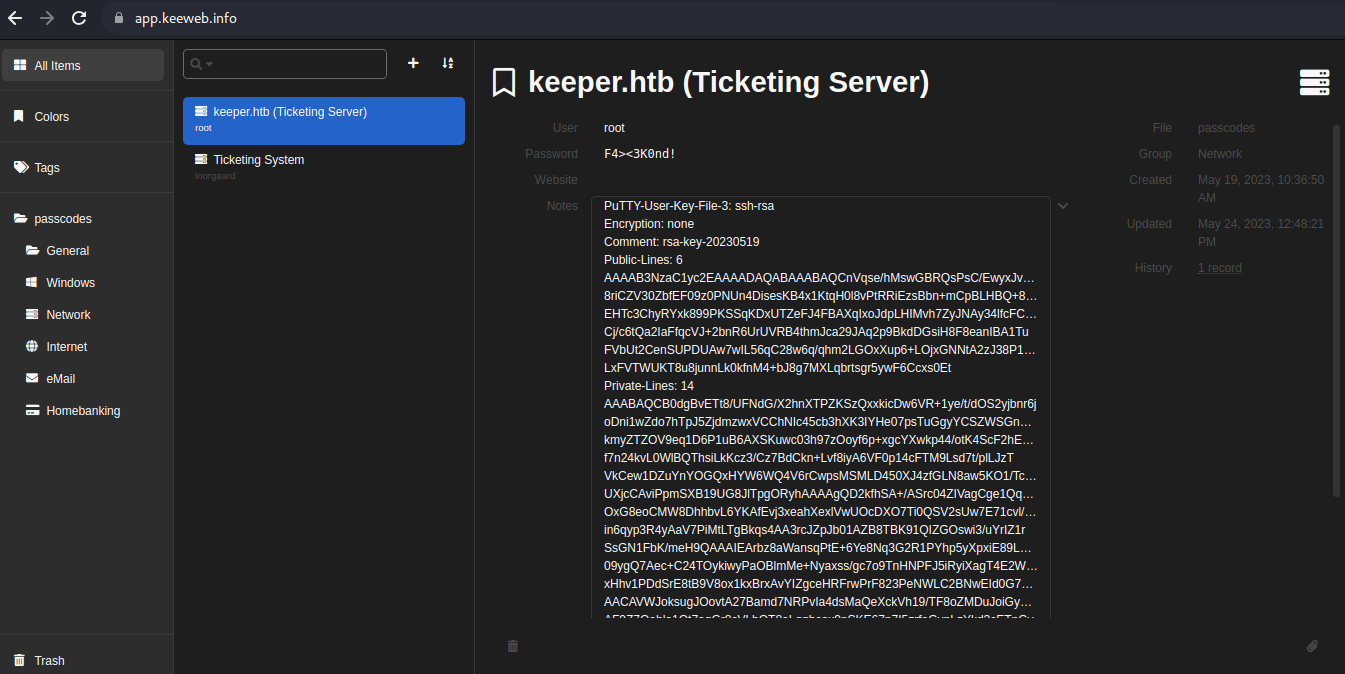 app.keeweb.info
All Items
Colors
Tags
passcodes
General
Windows
Network
Internet
eMail
Homebanking
Trash
keeper.htb (Ticketing Server)
root
Ticketing System
lnorgaard
keeper.htb (Ticketing Server)
User root
Password F4><3K0nd!
Website
Notes
PuTTY-User-Key-File-3: ssh-rsa
Encryption: none
Comment: rsa-key-20230519
Public-Lines: 6
AAAAB3NzaC1yc2EAAAADAQABAAABAQCnVqse/hMswGBRQsPsC/EwyxJv…
8riCZV30ZbfEF09z0PNUn4DisesKB4x1KtqH0l8vPtRRiEzsBbn+mCpBLHBQ+8…
EHTc3ChyRYxk899PKSSqKDxUTZeFJ4FBAXqIxoJdpLHIMvh7ZyJNAy34lfcFC…
Cj/c6tQa2IaFfqcVJ+2bnR6UrUVRB4thmJca29JAq2p9BkdDGsiH8F8eanIBA1Tu
FVbUt2CenSUPDUAw7wIL56qC28w6q/qhm2LGOxXup6+LOjxGNNtA2zJ38P1…
LxFVTWUKT8u8junnLk0kfnM4+bJ8g7MXLqbrtsgr5ywF6Ccxs0Et
Private-Lines: 14
AAABAQCB0dgBvETt8/UFNdG/X2hnXTPZKSzQxxkicDw6VR+1ye/t/dOS2yjbnr6j
oDni1wZdo7hTpJ5ZjdmzwxVCChNIc45cb3hXK3IYHe07psTuGgyYCSZWSGn…
kmyZTZOV9eq1D6P1uB6AXSKuwc03h97zOoyf6p+xgcYXwkp44/otK4ScF2hE…
f7n24kvL0WlBQThsiLkKcz3/Cz7BdCkn+Lvf8iyA6VF0p14cFTM9Lsd7t/plLJzT
VkCew1DZuYnYOGQxHYW6WQ4V6rCwpsMSMLD450XJ4zfGLN8aw5KO1/Tc…
UXjcCAviPpmSXB19UG8JlTpgORyhAAAAgQD2kfhSA+/ASrc04ZIVagCge1Qq…
OxG8eoCMW8DhhbvL6YKAfEvj3xeahXexlVwUOcDXO7Ti0QSV2sUw7E71cvl/…
in6qyp3R4yAaV7PiMtLTgBkqs4AA3rcJZpJb01AZB8TBK91QIZGOswi3/uYrIZ1r
SsGN1FbK/meH9QAAAIEArbz8aWansqPtE+6Ye8Nq3G2R1PYhp5yXpxiE89L…
09ygQ7Aec+C24TOykiwyPaOBlmMe+Nyaxss/gc7o9TnHNPFJ5iRyiXagT4E2W…
xHhv1PDdSrE8tB9V8ox1kxBrxAvYIZgceHRFrwPrF823PeNWLC2BNwEId0G7…
AACAVWJoksugJOovtA27Bamd7NRPvIa4dsMaQeXckVh19/TF8oZMDuJoiGy…
File passcodes
Group Network
Created May 19, 2023, 10:36:50
AM
Updated May 24, 2023, 12:48:21
PM
History 1 record